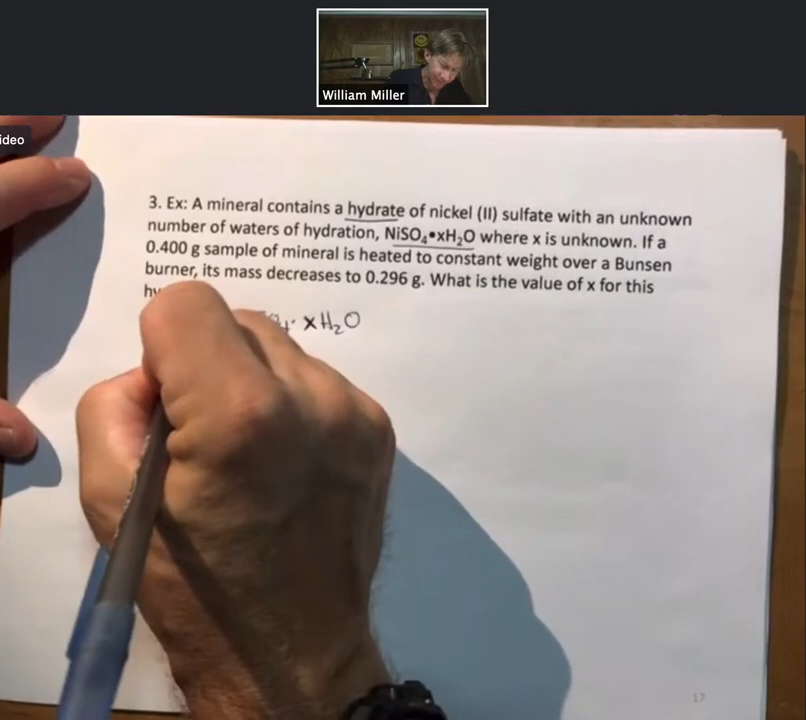 William Miller
ideo
3. Ex: A mineral contains a hydrate of nickel (II) sulfate with an unknown
number of waters of hydration, NiSO₄•xH₂O where x is unknown. If a
0.400 g sample of mineral is heated to constant weight over a Bunsen
burner, its mass decreases to 0.296 g. What is the value of x for this
hy
xH₂O
17